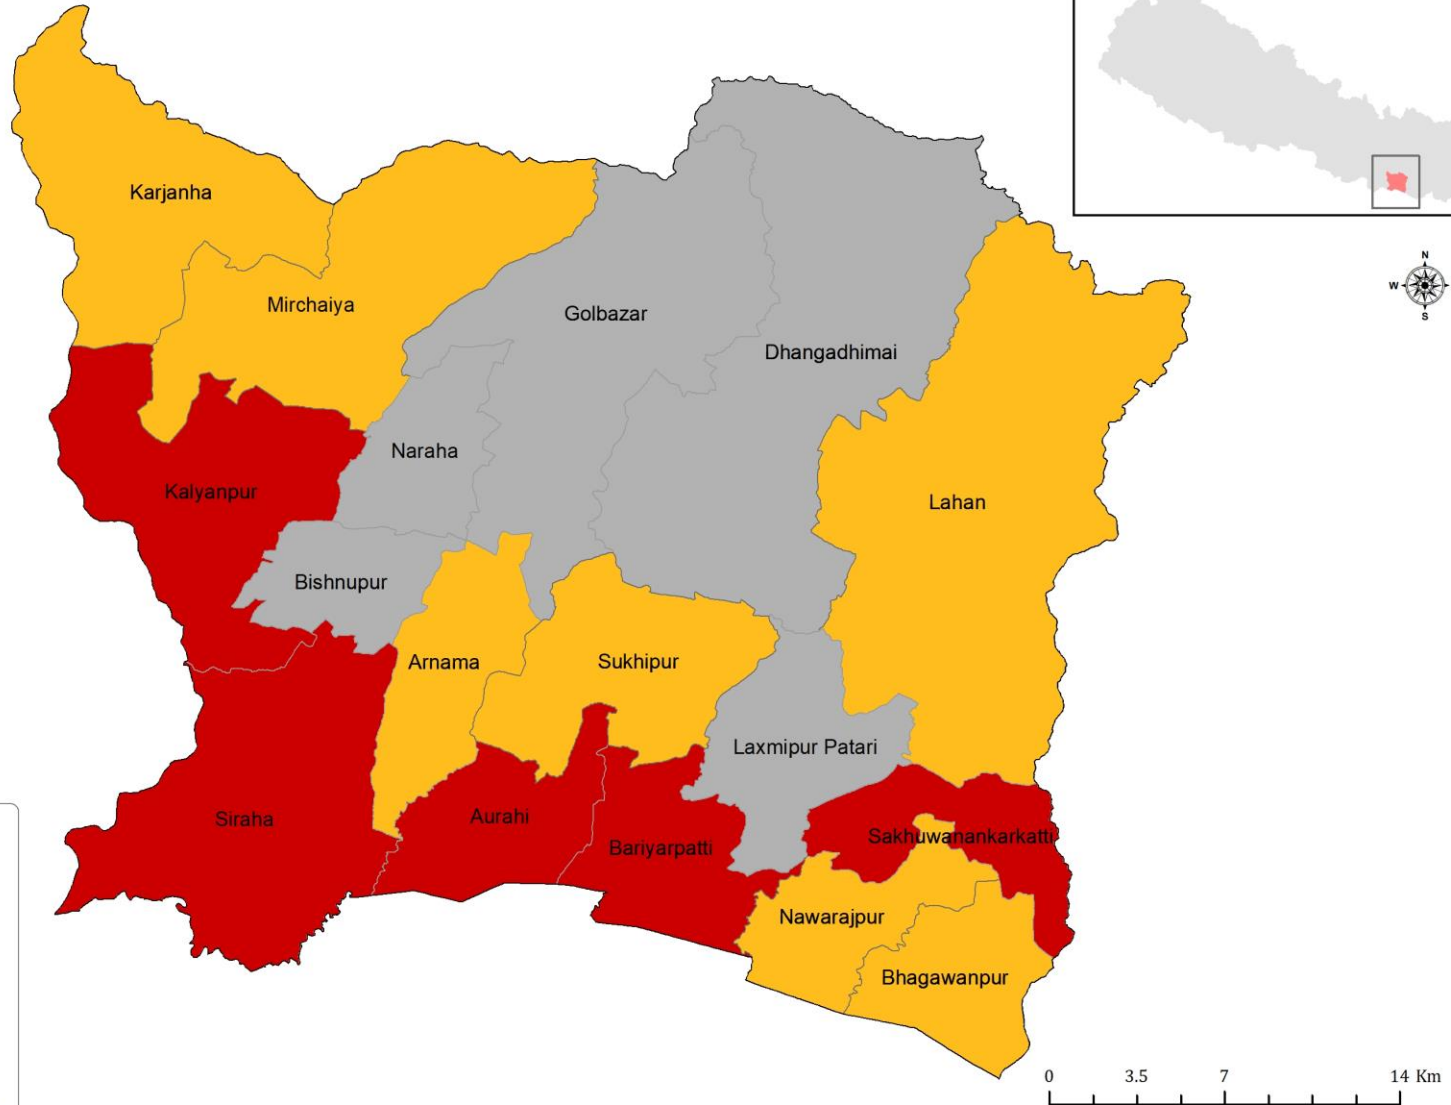 Karjanha
N
W
S
Mirchaiya
Golbazar
Dhangadhimai
Naraha
Kalyanpur
Lahan
Bishnupur
Arnama
Sukhipur
Laxmipur Patari
Siraha
Aurahi
Bariyarpatti
Sakhuwanankarkatti
Nawarajpur
Bhagawanpur
0 3.5 7 14 Km